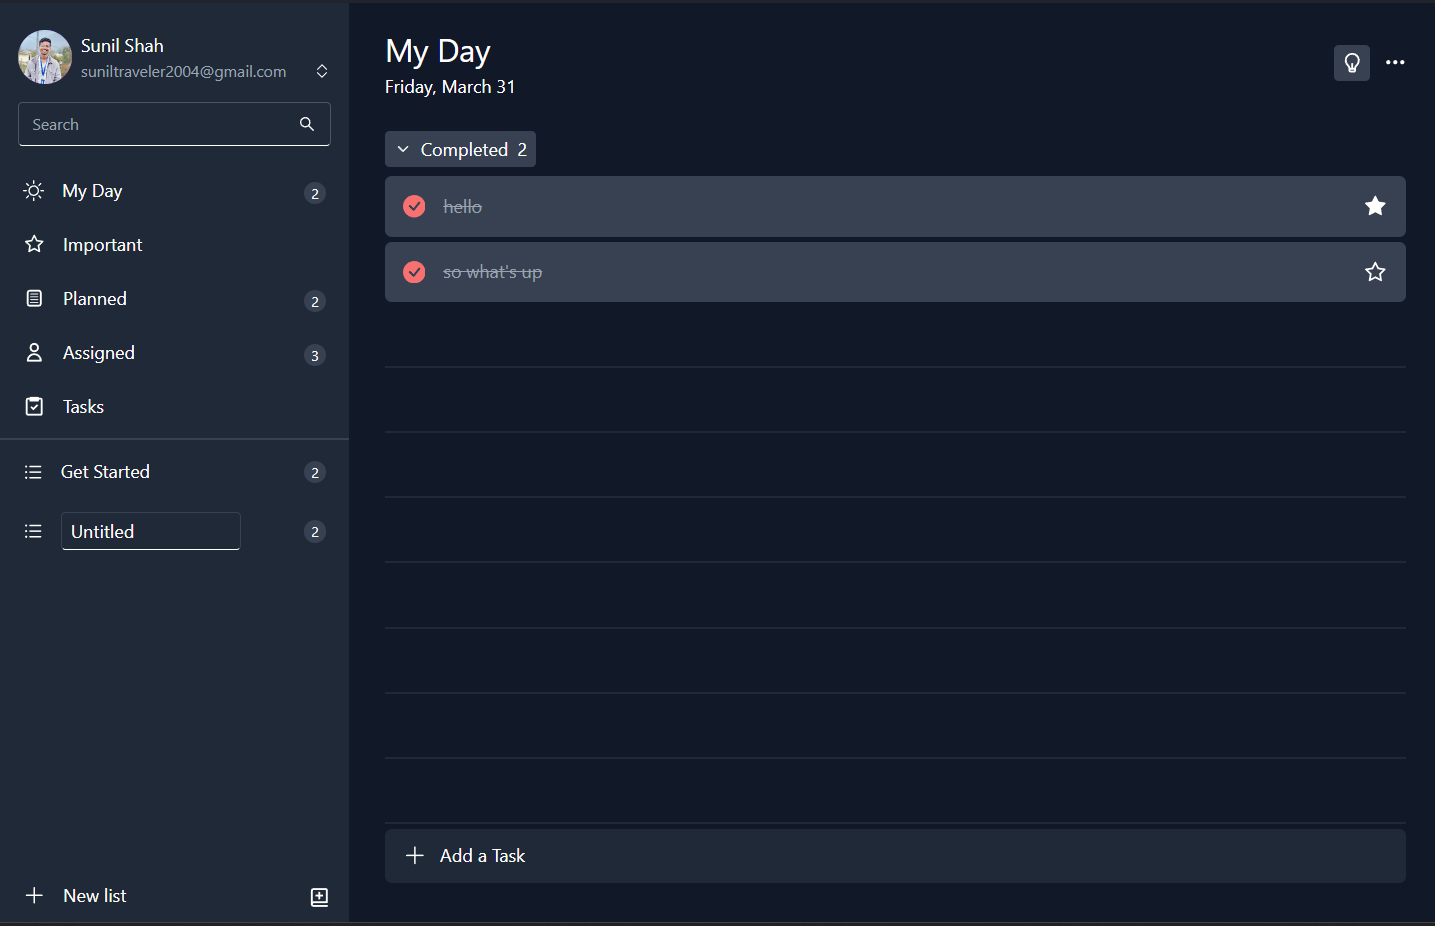 Sunil Shah
suniltraveler2004@gmail.com
Search
My Day 2
Important
Planned 2
Assigned 3
Tasks
Get Started 2
Untitled 2
New list
My Day
Friday, March 31
Completed 2
hello
so what's up
Add a Task